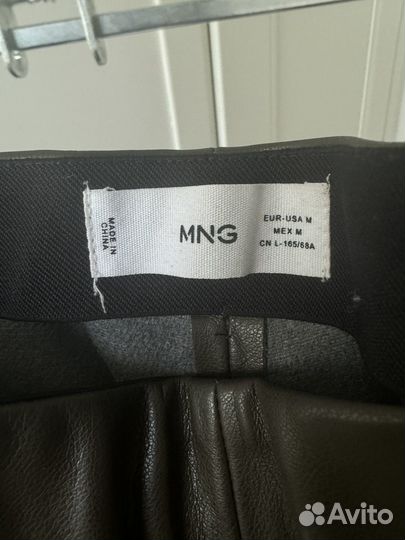 MADE IN
CHINA
MNG
EUR-USA M
MEX M
CN L-165/68A
Avito